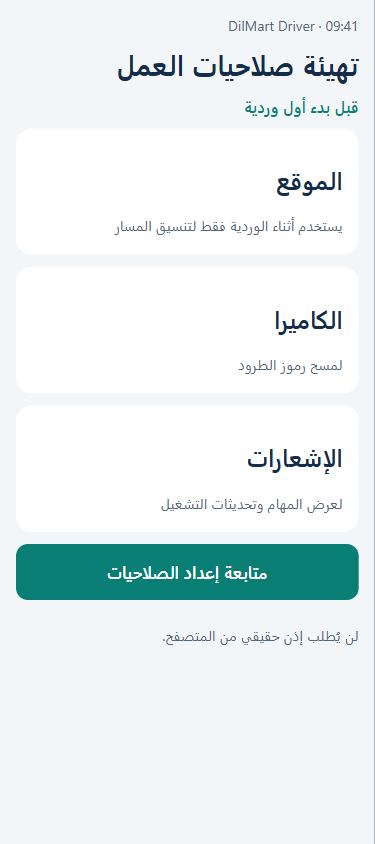 DilMart Driver · 09:41
تهيئة صلاحيات العمل
قبل بدء أول وردية
الموقع
يستخدم أثناء الوردية فقط لتنسيق المسار
الكاميرا
لمسح رموز الطرود
الإشعارات
لعرض المهام وتحديثات التشغيل
متابعة إعداد الصلاحيات
لن يُطلب إذن حقيقي من المتصفح.